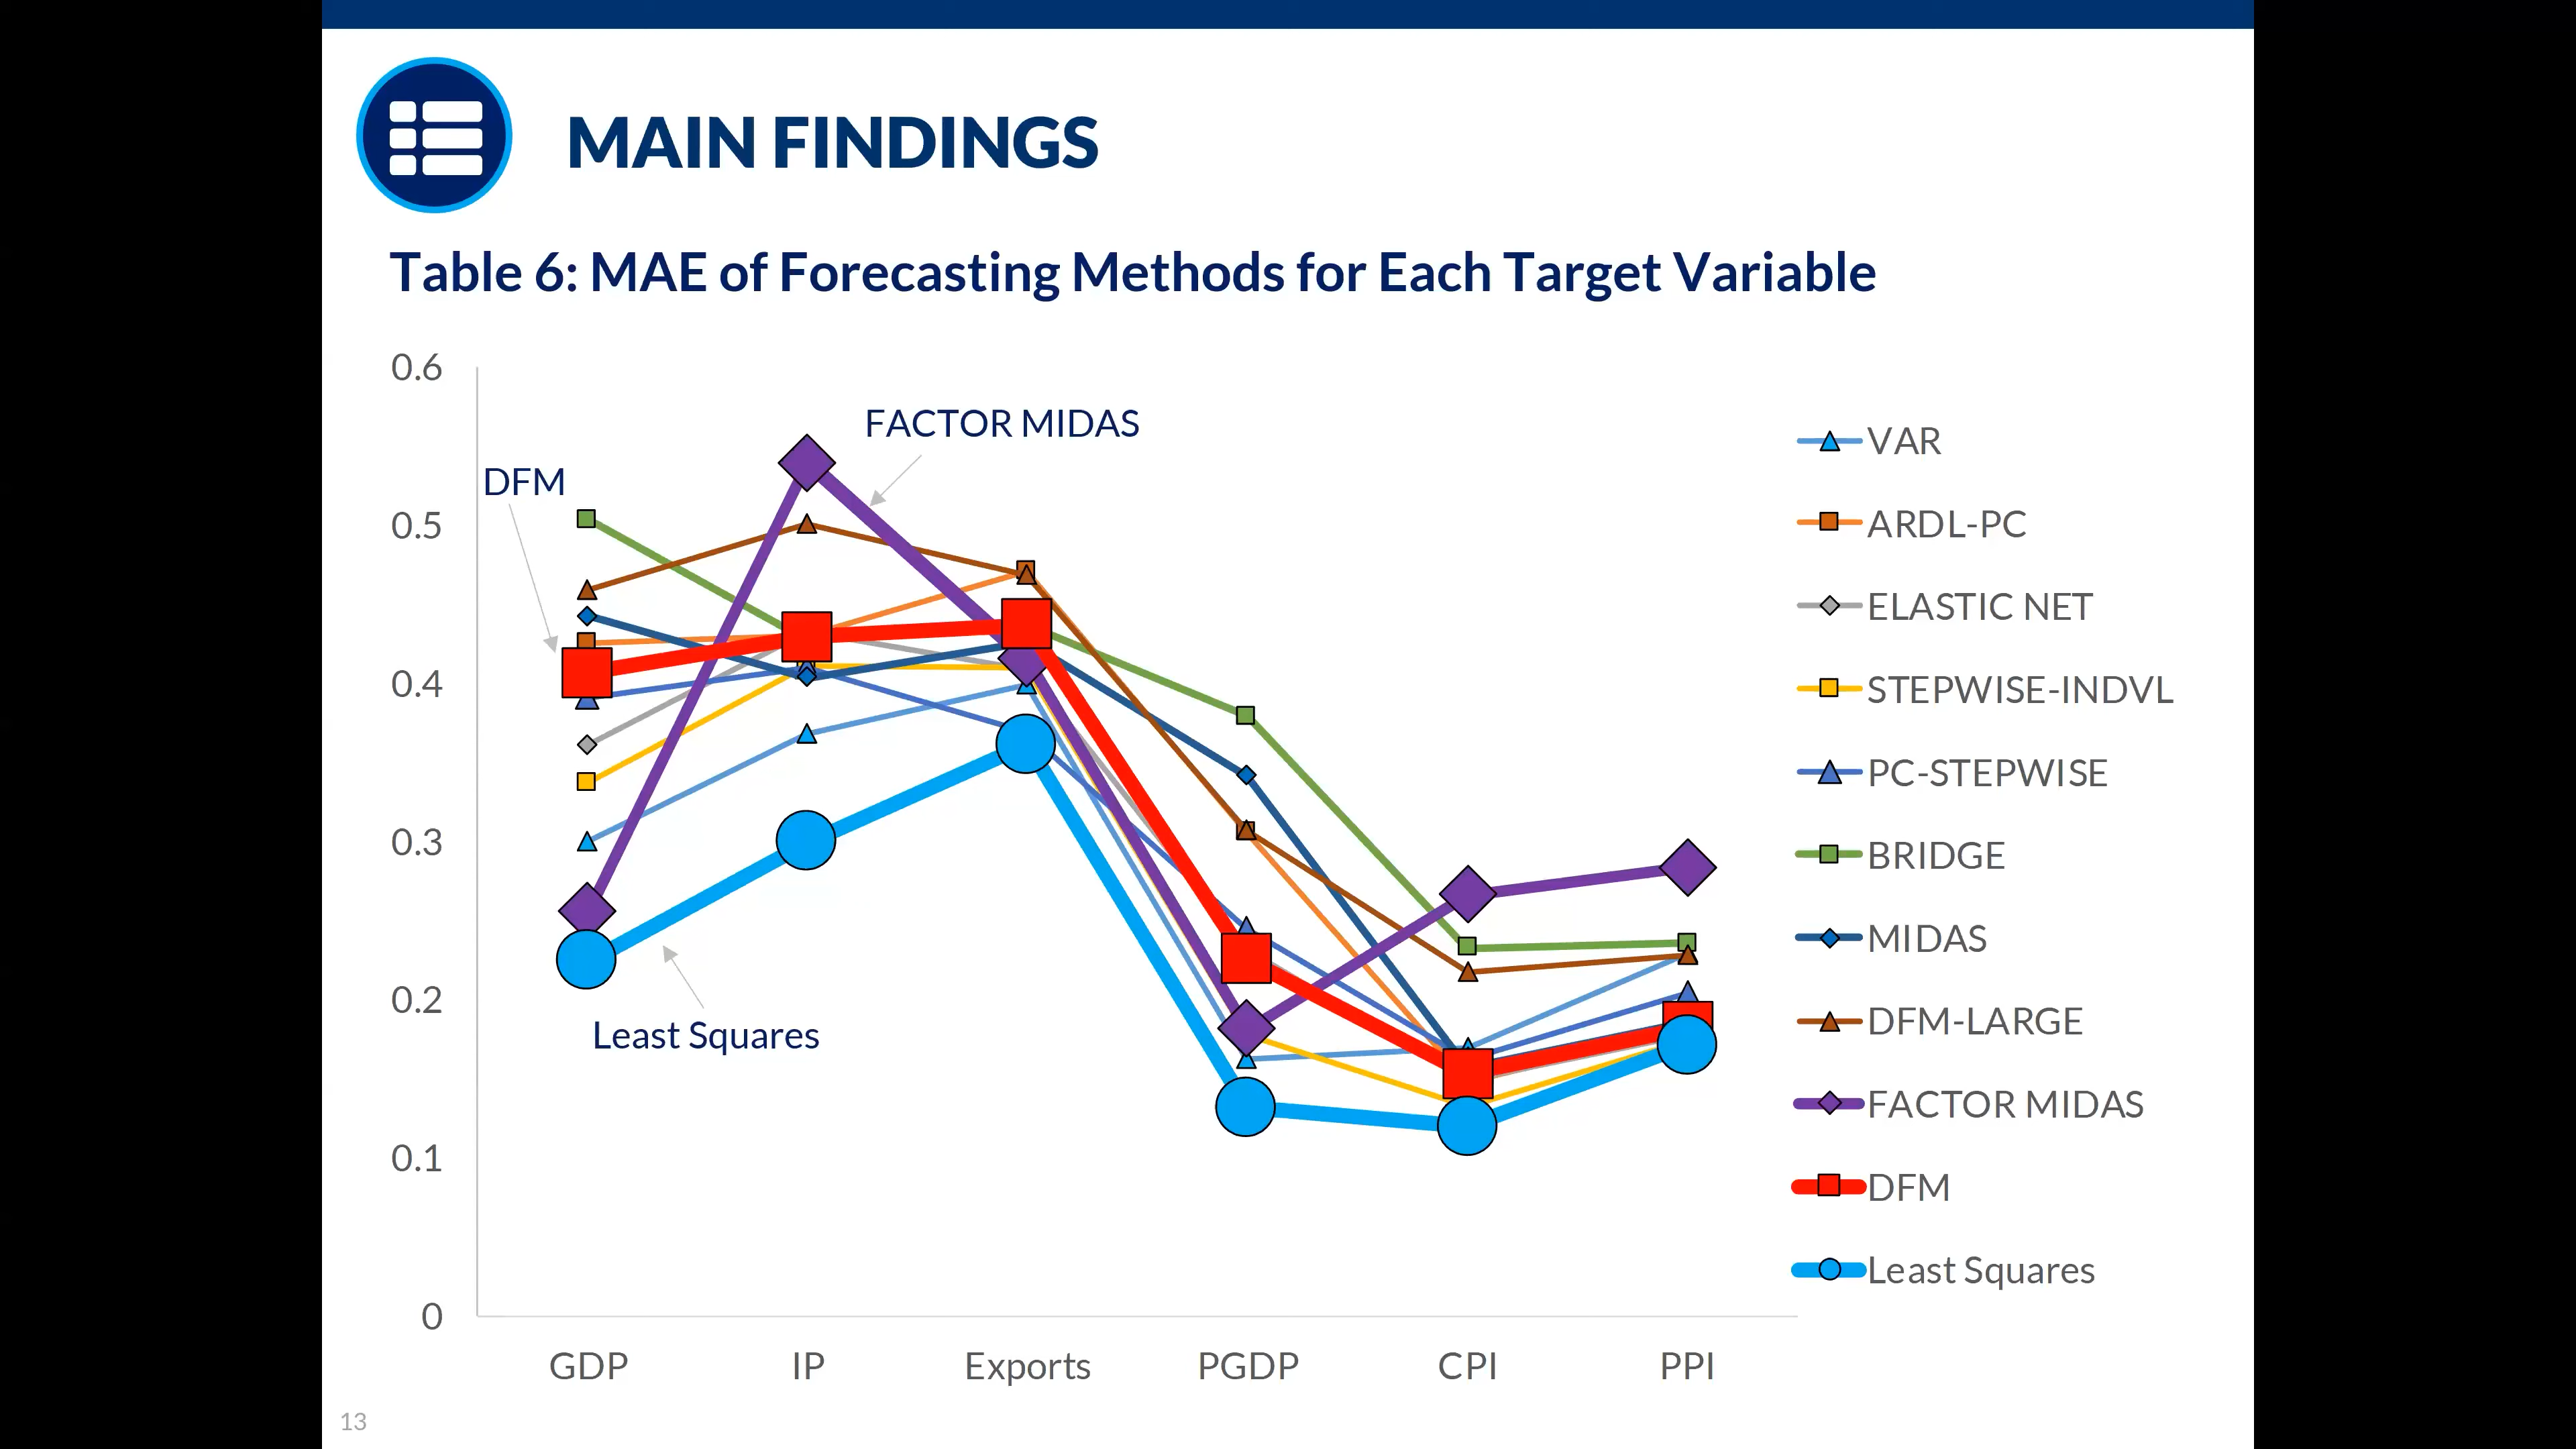 MAIN FINDINGS
Table 6: MAE of Forecasting Methods for Each Target Variable
0.6
0.5
0.4
0.3
0.2
0.1
0
DFM
FACTOR MIDAS
Least Squares
GDP
IP
Exports
PGDP
CPI
PPI
VAR
ARDL-PC
ELASTIC NET
STEPWISE-INDVL
PC-STEPWISE
BRIDGE
MIDAS
DFM-LARGE
FACTOR MIDAS
DFM
Least Squares
13